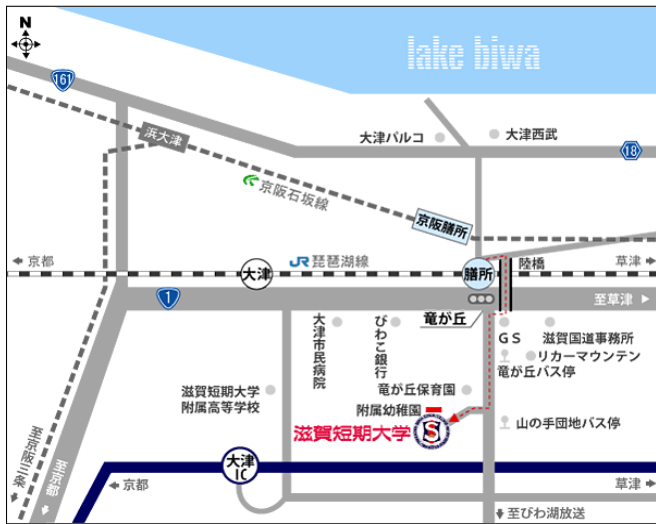 N
lake biwa
161
浜大津
大津パルコ
大津西武
18
京阪石坂線
京阪膳所
京都
JR琵琶湖線
大津
膳所
陸橋
草津
1
至草津
大津市民病院
びわこ銀行
竜が丘
GS
滋賀国道事務所
リカーマウンテン
竜が丘バス停
滋賀短期大学
附属高等学校
竜が丘保育園
附属幼稚園
滋賀短期大学
S
山の手団地バス停
至京阪三条
至京都
大津
IC
京都
草津
至びわ湖放送